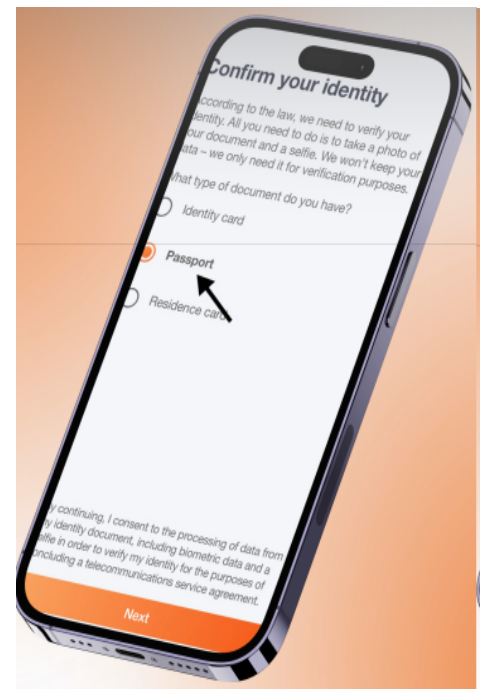 Confirm your identity
ccording to the law, we need to verify your
dentity. All you need to do is to take a photo of
our document and a selfie. We won't keep your
ata – we only need it for verification purposes.
hat type of document do you have?
Identity card
Passport
Residence card
y continuing, I consent to the processing of data from
y identity document, including biometric data and a
elfie in order to verify my identity for the purposes of
oncluding a telecommunications service agreement.
Next